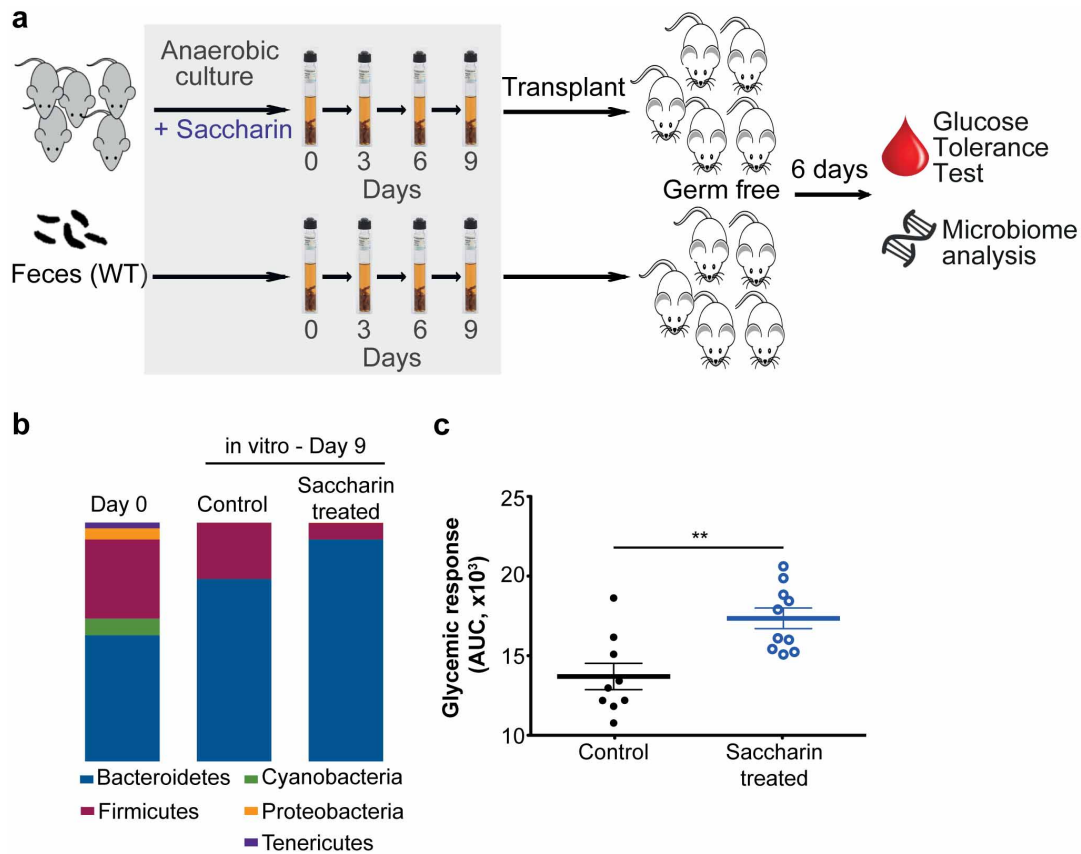 a
Anaerobic
culture
+ Saccharin
0 3 6 9
Days
Transplant
Germ free
6 days
Glucose
Tolerance
Test
Microbiome
analysis
Feces (WT)
0 3 6 9
Days
b
in vitro - Day 9
Day 0
Control
Saccharin
treated
Bacteroidetes
Cyanobacteria
Firmicutes
Proteobacteria
Tenericutes
c
Glycemic response
(AUC, x10³)
25
20
15
10
**
Control
Saccharin
treated